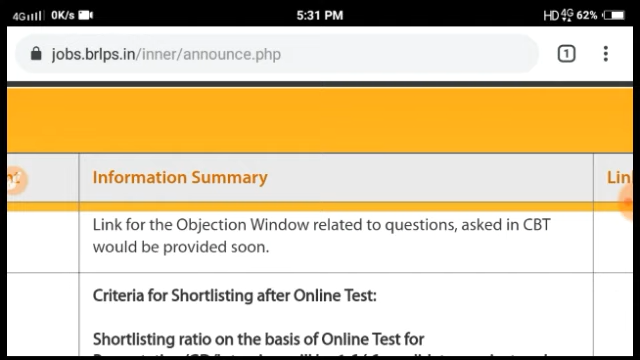 4G 0K/s 5:31 PM HD 4G 62%
jobs.brlps.in/inner/announce.php 1
Information Summary
Link for the Objection Window related to questions, asked in CBT
would be provided soon.
Criteria for Shortlisting after Online Test:
Shortlisting ratio on the basis of Online Test for